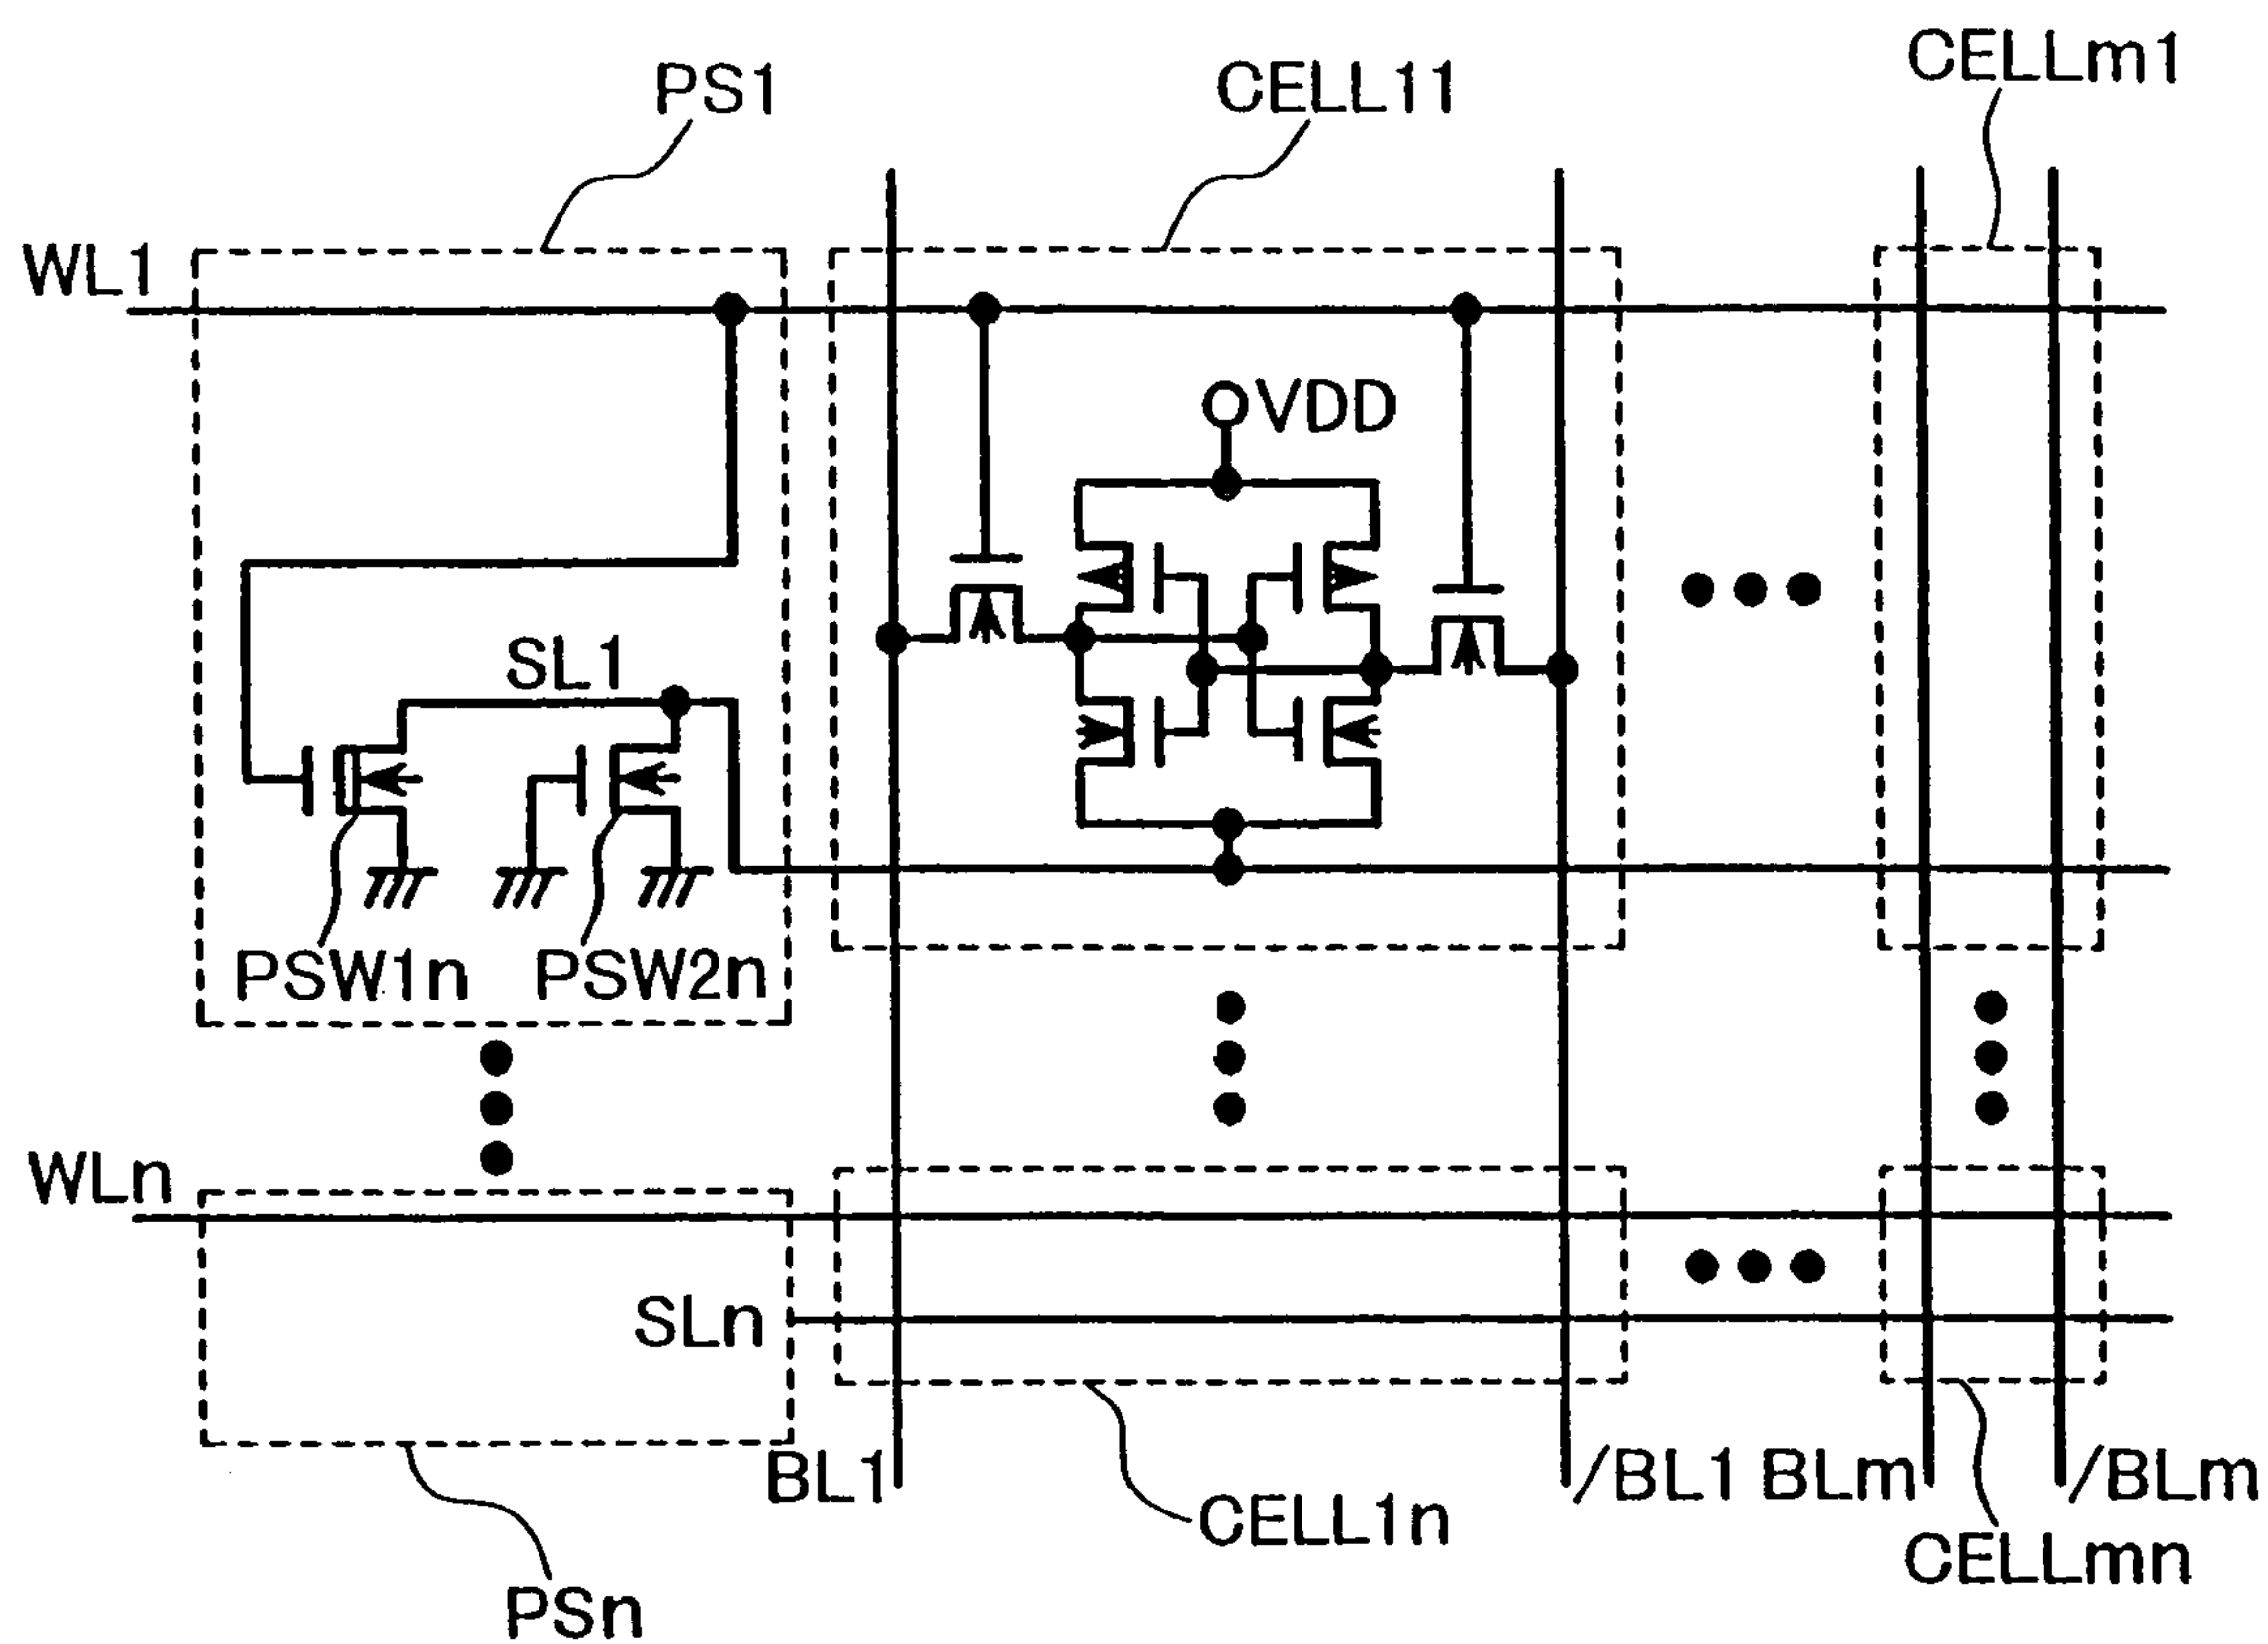 CELLm1
PS1
CELL11
WL1
VDD
SL1
PSW1n
PSW2n
WLn
SLn
BL1
/BL1
BLm
/BLm
CELL1n
CELLmn
PSn